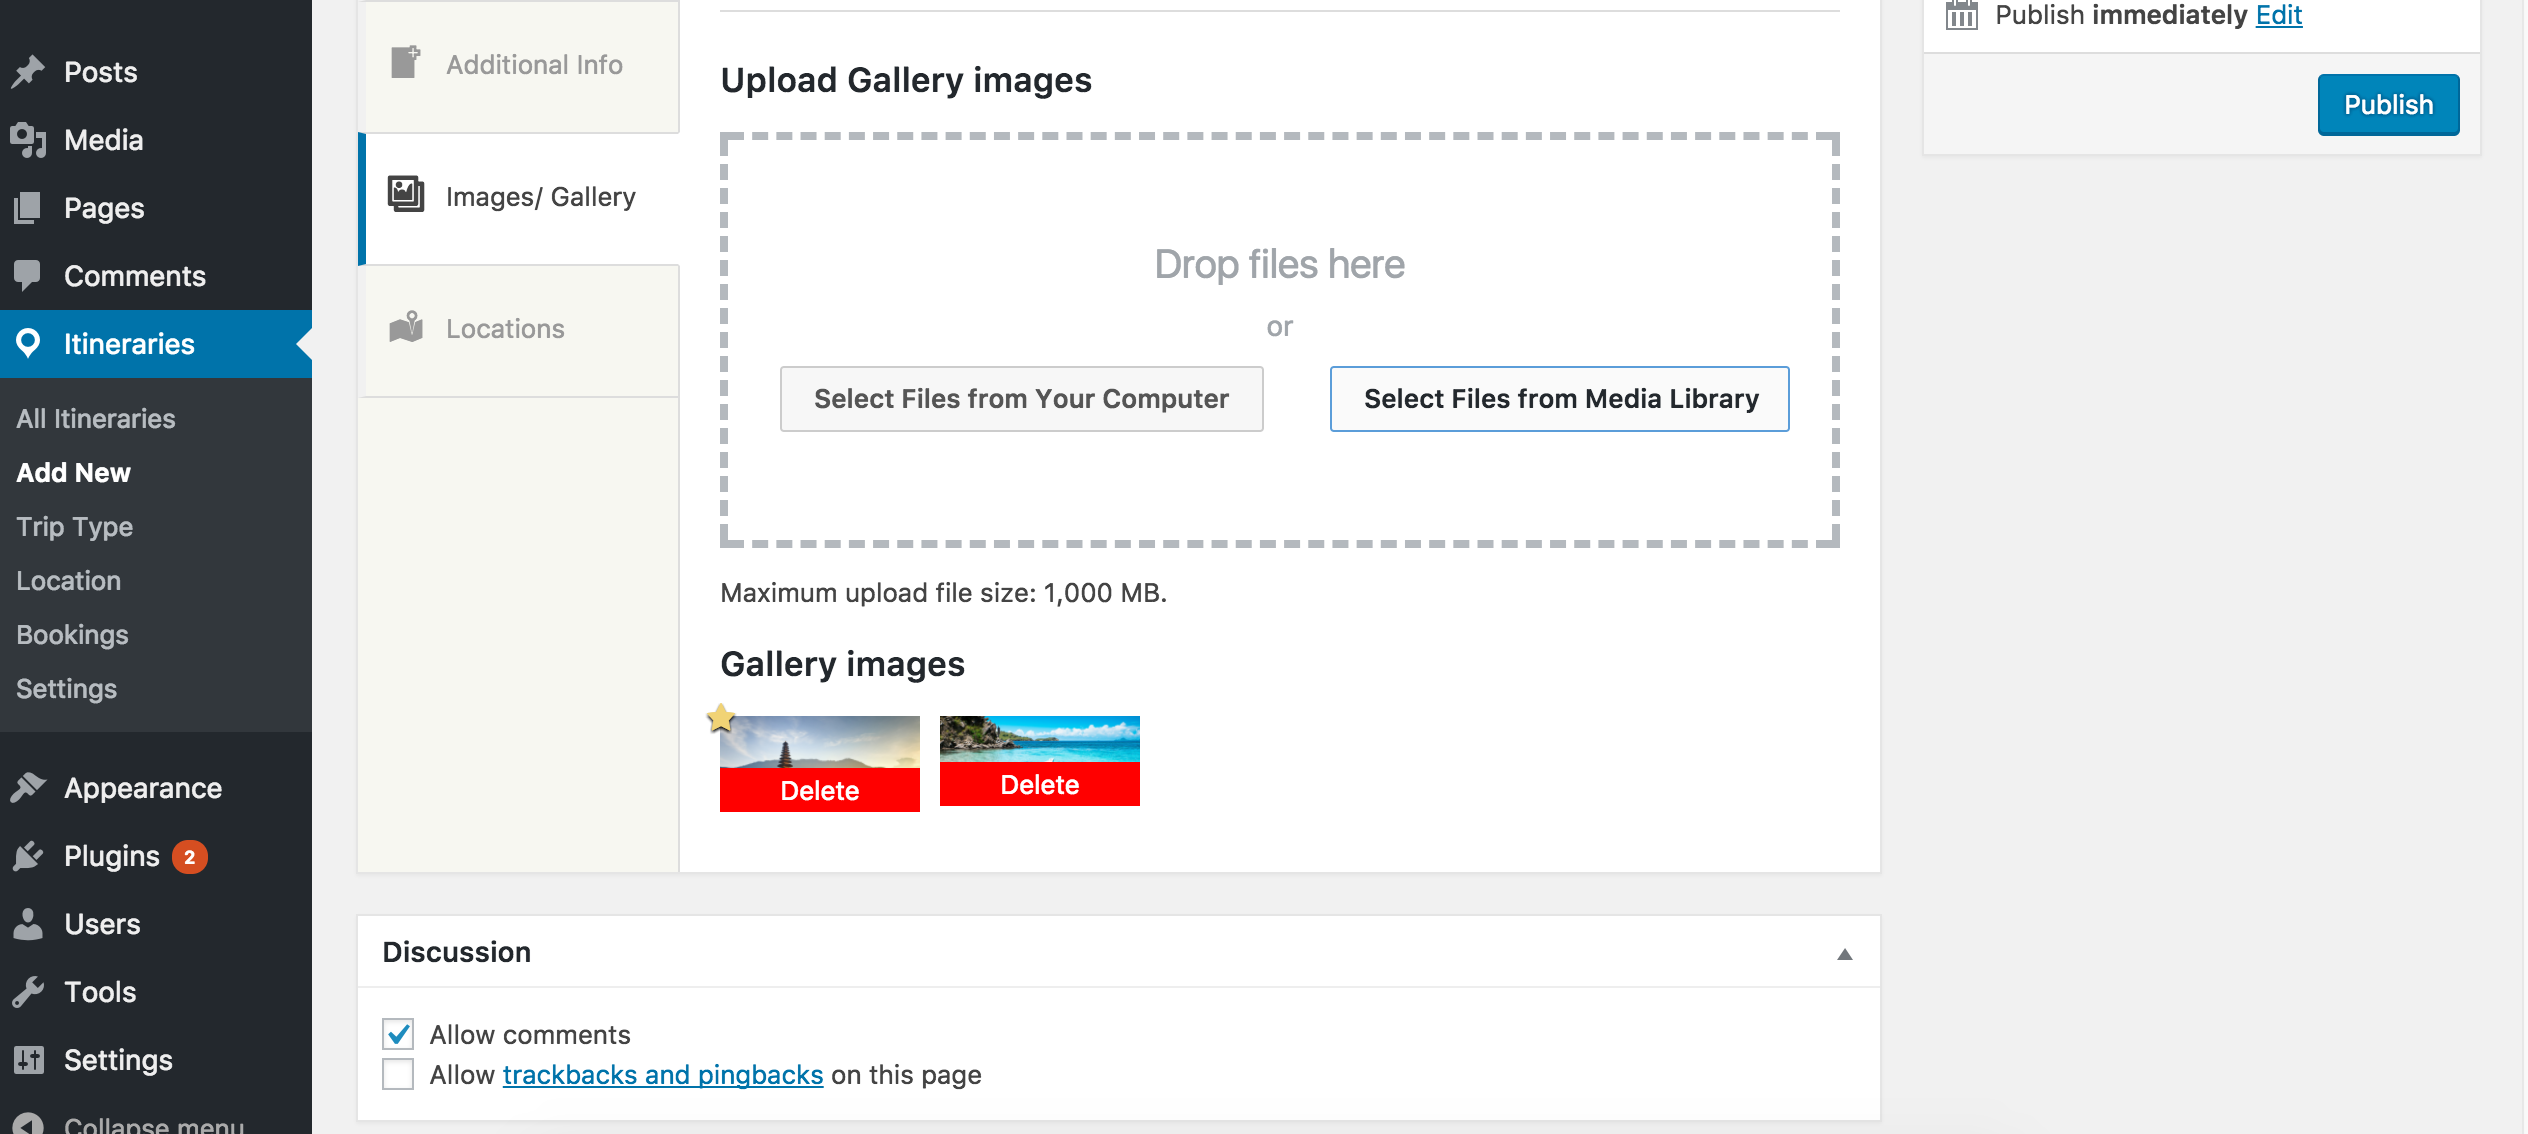 Posts
Media
Pages
Comments
Itineraries
All Itineraries
Add New
Trip Type
Location
Bookings
Settings
Appearance
Plugins 2
Users
Tools
Settings
Collapse menu
Additional Info
Images/ Gallery
Locations
Upload Gallery images
Drop files here
or
Select Files from Your Computer
Select Files from Media Library
Maximum upload file size: 1,000 MB.
Gallery images
Delete
Delete
Discussion
Allow comments
Allow trackbacks and pingbacks on this page
Publish immediately Edit
Publish